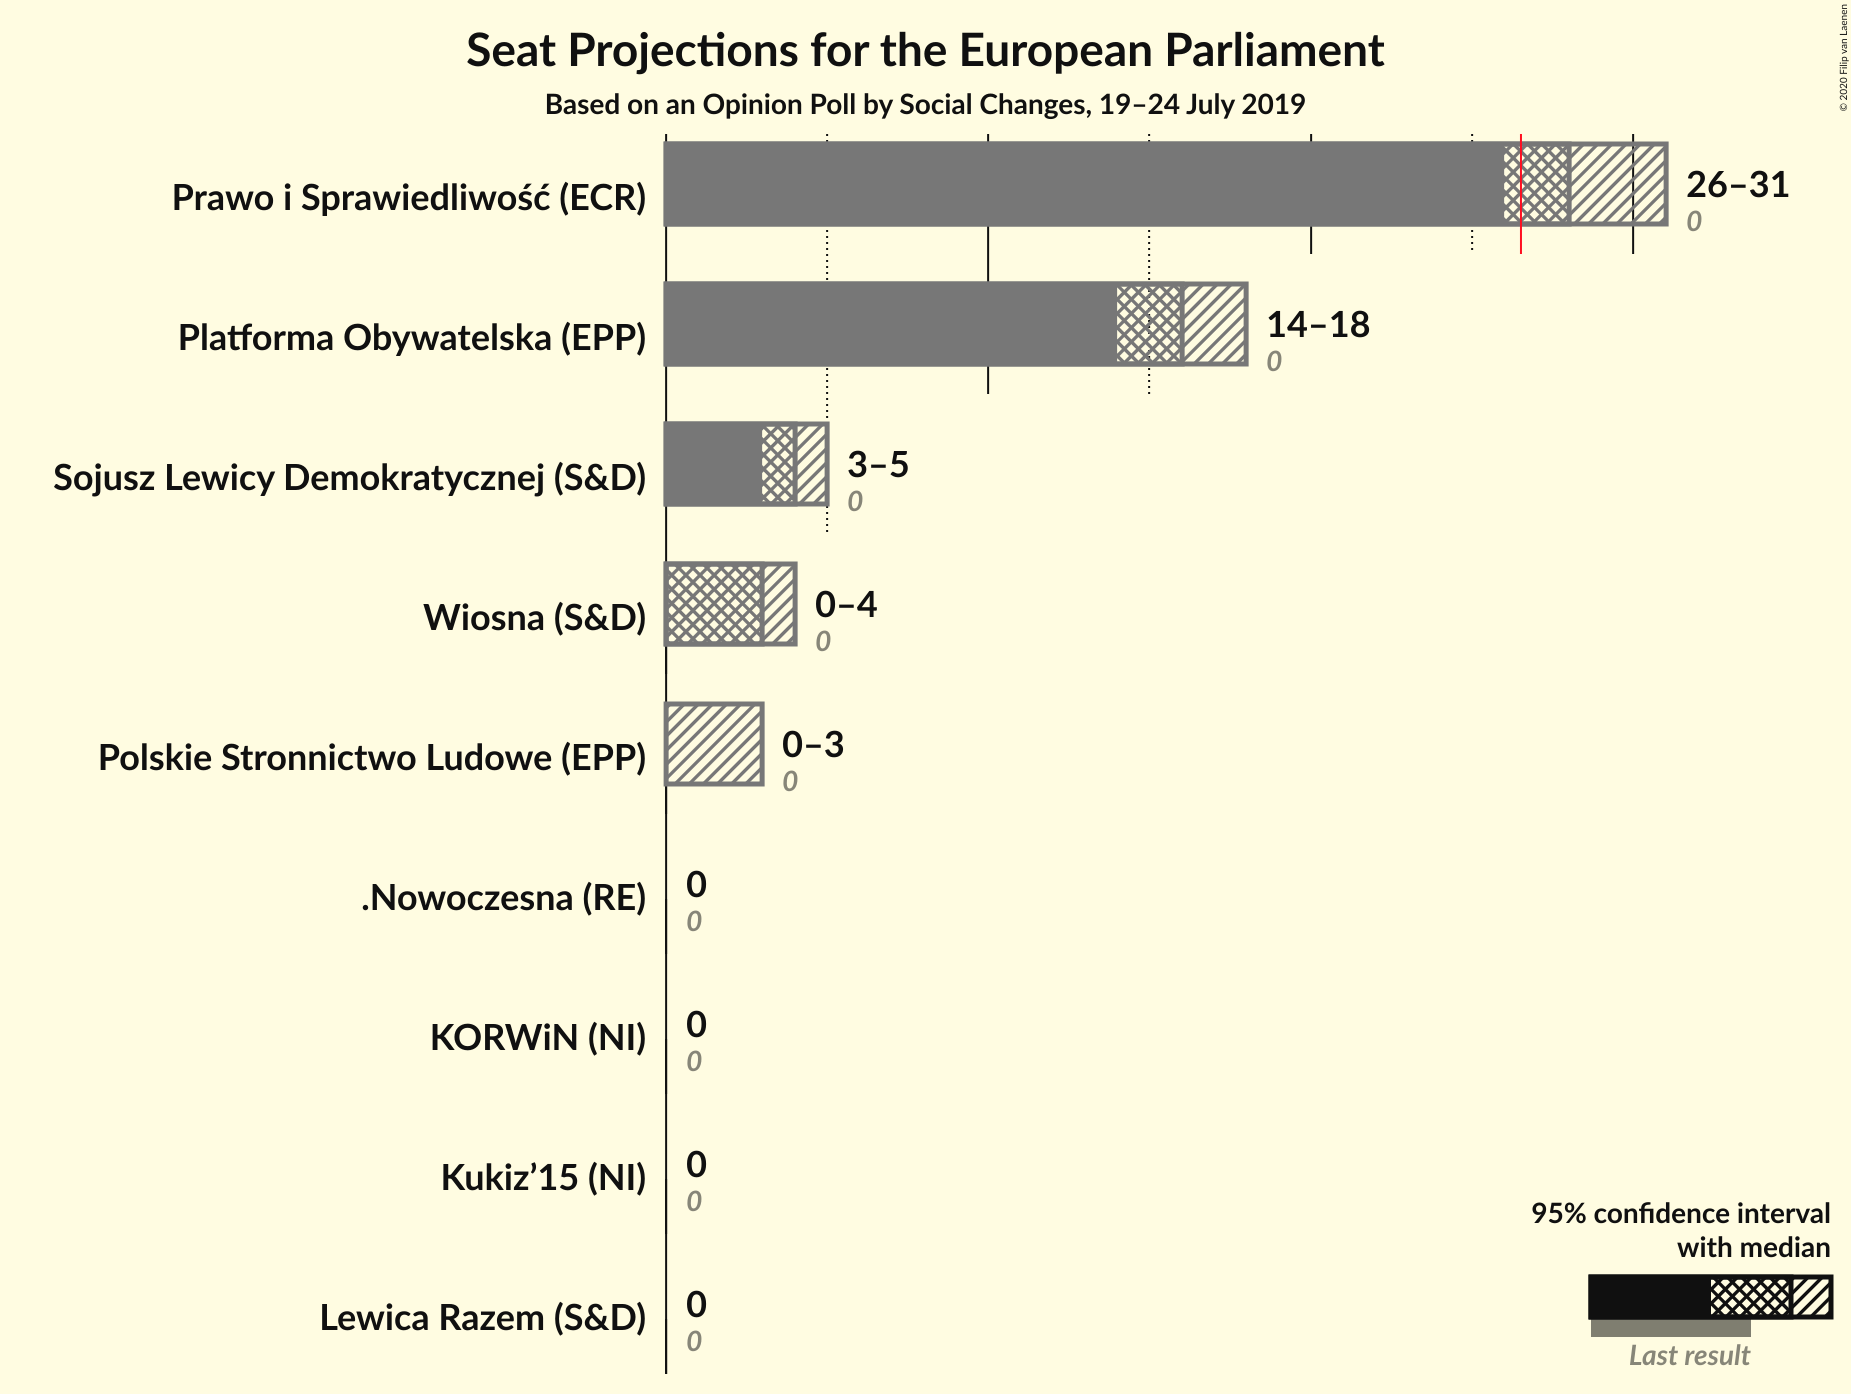 Seat Projections for the European Parliament
Based on an Opinion Poll by Social Changes, 19–24 July 2019
© 2020 Filip van Laenen
Prawo i Sprawiedliwość (ECR)
26–31
0
Platforma Obywatelska (EPP)
14–18
0
Sojusz Lewicy Demokratycznej (S&D)
3–5
0
Wiosna (S&D)
0–4
0
Polskie Stronnictwo Ludowe (EPP)
0–3
0
.Nowoczesna (RE)
0
0
KORWiN (NI)
0
0
Kukiz’15 (NI)
0
0
Lewica Razem (S&D)
0
0
95% confidence interval
with median
Last result